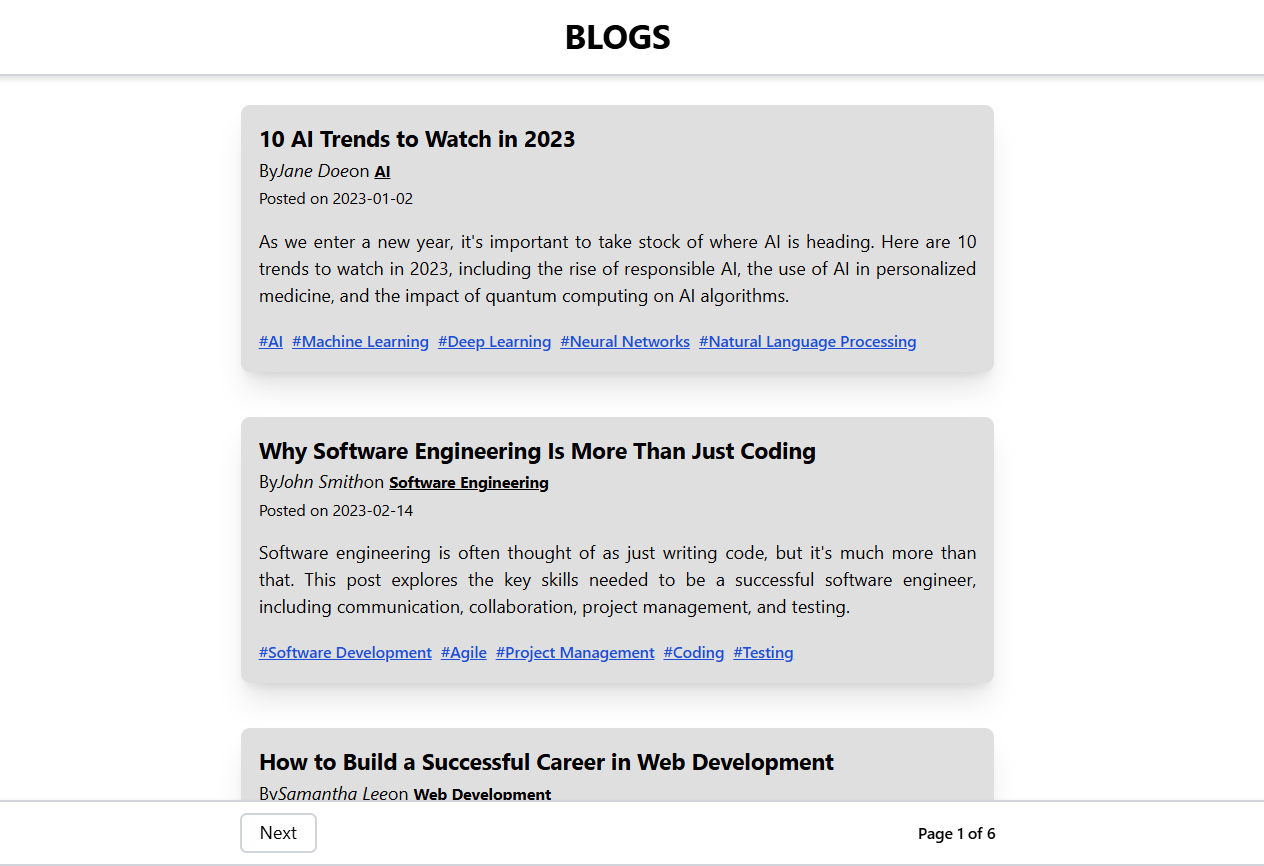 BLOGS
10 AI Trends to Watch in 2023
ByJane Doeon AI
Posted on 2023-01-02
As we enter a new year, it's important to take stock of where AI is heading. Here are 10
trends to watch in 2023, including the rise of responsible AI, the use of AI in personalized
medicine, and the impact of quantum computing on AI algorithms.
#AI #Machine Learning #Deep Learning #Neural Networks #Natural Language Processing
Why Software Engineering Is More Than Just Coding
ByJohn Smithon Software Engineering
Posted on 2023-02-14
Software engineering is often thought of as just writing code, but it's much more than
that. This post explores the key skills needed to be a successful software engineer,
including communication, collaboration, project management, and testing.
#Software Development #Agile #Project Management #Coding #Testing
How to Build a Successful Career in Web Development
BySamantha Leeon Web Development
Next
Page 1 of 6